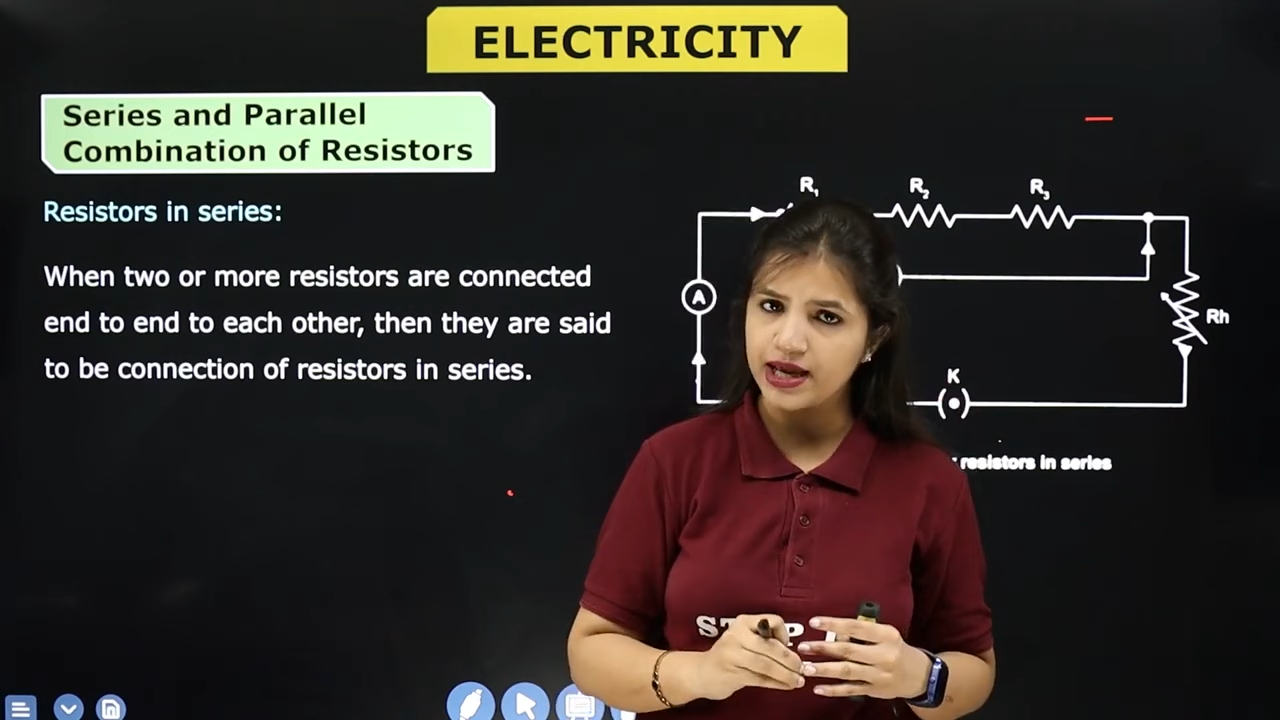 ELECTRICITY
Series and Parallel
Combination of Resistors
Resistors in series:
When two or more resistors are connected
end to end to each other, then they are said
to be connection of resistors in series.
R₁
R₂
R₃
A
Rh
K
resistors in series